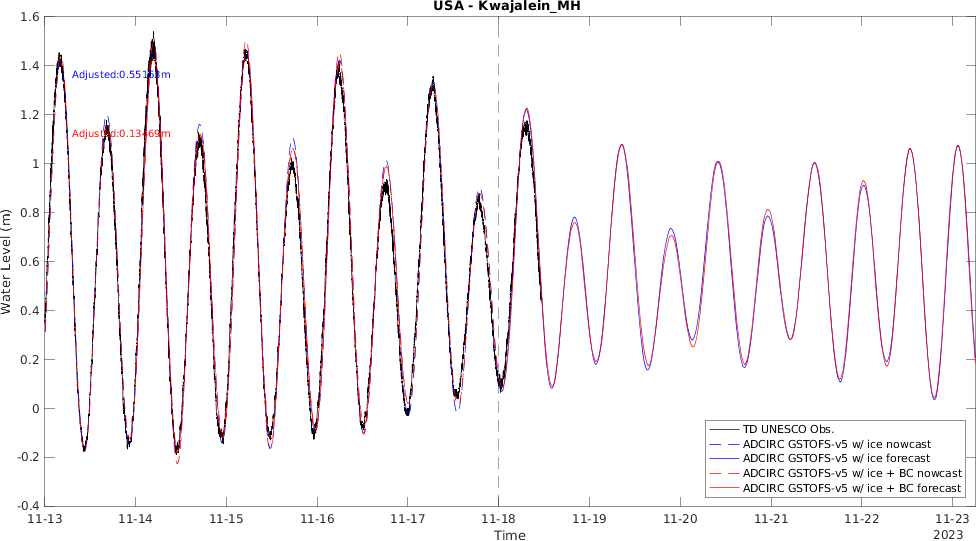 USA - Kwajalein_MH
1.6
1.4
1.2
1
0.8
0.6
0.4
0.2
0
-0.2
-0.4
Water Level (m)
Adjusted:0.55163m
Adjusted:0.13469m
TD UNESCO Obs.
ADCIRC GSTOFS-v5 w/ ice nowcast
ADCIRC GSTOFS-v5 w/ ice forecast
ADCIRC GSTOFS-v5 w/ ice + BC nowcast
ADCIRC GSTOFS-v5 w/ ice + BC forecast
11-13 11-14 11-15 11-16 11-17 11-18 11-19 11-20 11-21 11-22 11-23
Time
2023